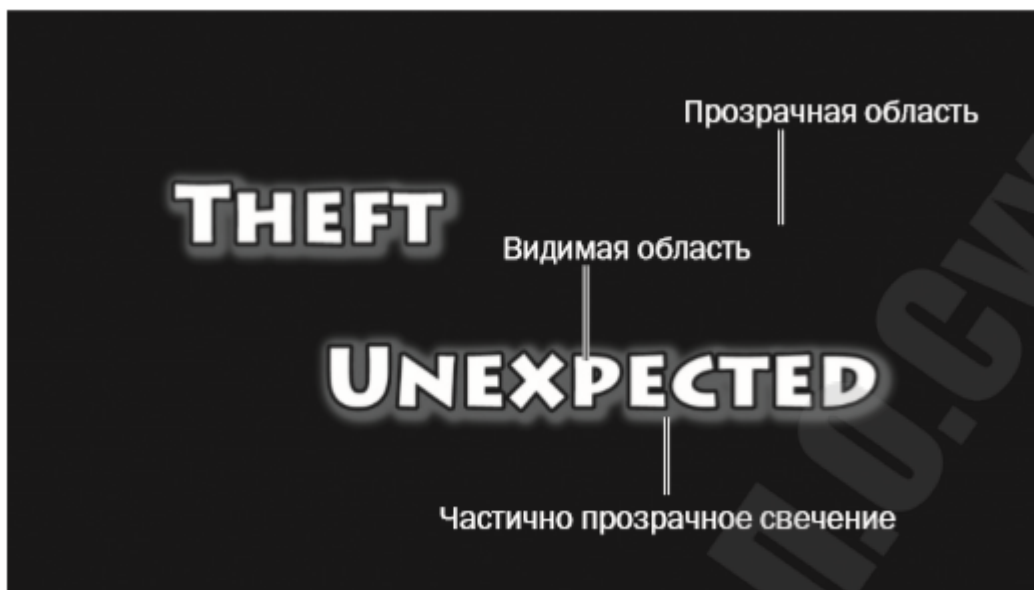 Прозрачная область
THEFT
Видимая область
UNEXPECTED
Частично прозрачное свечение